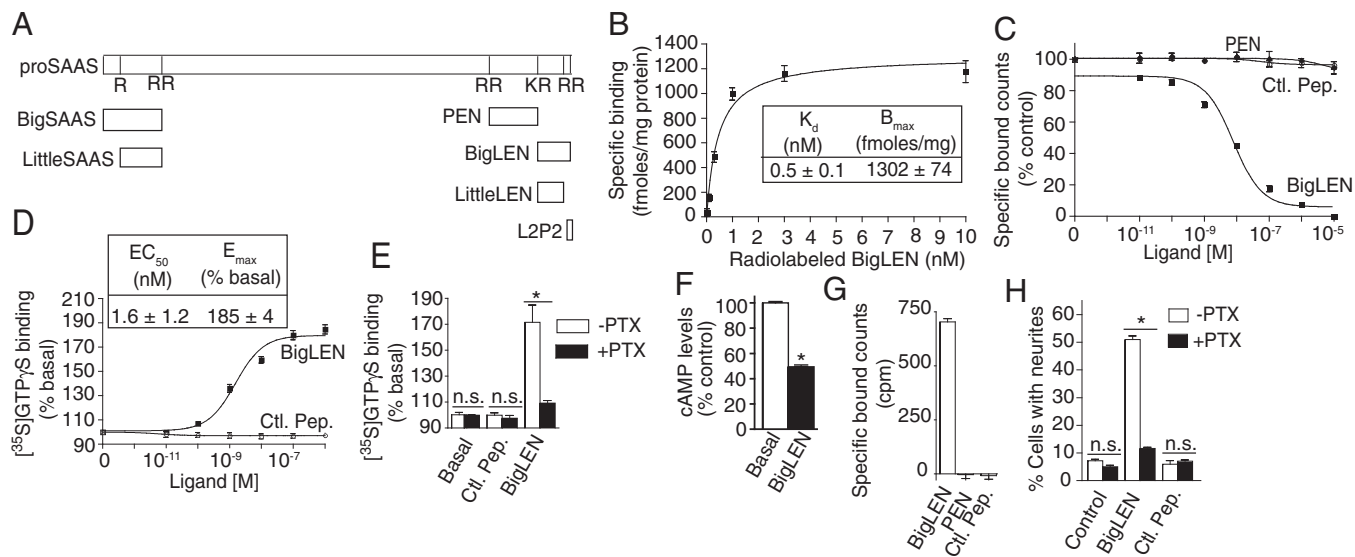 A
proSAAS
R
RR
RR
KR
RR
BigSAAS
PEN
LittleSAAS
BigLEN
LittleLEN
L2P2
B
Specific binding
(fmoles/mg protein)
1400
1200
1000
800
600
400
200
0
0 1 2 3 4 5 6 7 8 9 10
Radiolabeled BigLEN (nM)
Kd
(nM)
Bmax
(fmoles/mg)
0.5 ± 0.1
1302 ± 74
C
Specific bound counts
(% control)
100
80
60
40
20
0
PEN
Ctl. Pep.
BigLEN
0 10-11 10-9 10-7 10-5
Ligand [M]
D
EC50
(nM)
Emax
(% basal)
1.6 ± 1.2
185 ± 4
[35S]GTPγS binding
(% basal)
210
190
170
150
130
110
90
BigLEN
Ctl. Pep.
0 10-11 10-9 10-7
Ligand [M]
E
[35S]GTPγS binding
(% basal)
190
170
150
130
110
90
n.s.
n.s.
*
-PTX
+PTX
Basal
Ctl. Pep.
BigLEN
F
cAMP levels
(% control)
100
80
60
40
20
0
*
Basal
BigLEN
G
Specific bound counts
(cpm)
750
500
250
0
BigLEN
PEN
Ctl. Pep.
H
% Cells with neurites
60
50
40
30
20
10
0
n.s.
*
n.s.
-PTX
+PTX
Control
BigLEN
Ctl. Pep.